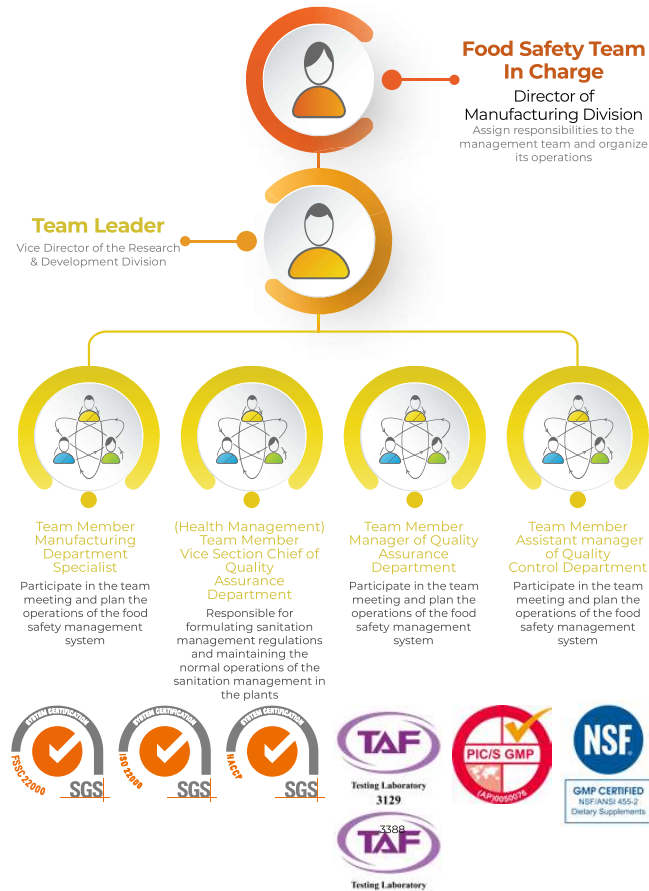 Food Safety Team
In Charge
Director of
Manufacturing Division
Assign responsibilities to the
management team and organize
its operations
Team Leader
Vice Director of the Research
& Development Division
Team Member
Manufacturing
Department
Specialist
Participate in the team
meeting and plan the
operations of the food
safety management
system
(Health Management)
Team Member
Vice Section Chief of
Quality
Assurance
Department
Responsible for
formulating sanitation
management regulations
and maintaining the
normal operations of the
sanitation management in
the plants
Team Member
Manager of Quality
Assurance
Department
Participate in the team
meeting and plan the
operations of the food
safety management
system
Team Member
Assistant manager
of Quality
Control Department
Participate in the team
meeting and plan the
operations of the food
safety management
system
SYSTEM CERTIFICATION
FSSC 22000
SGS
SYSTEM CERTIFICATION
ISO 22000
SGS
SYSTEM CERTIFICATION
HACCP
SGS
TAF
Testing Laboratory
3129
PIC/S GMP
(AP)0050076
NSF
GMP CERTIFIED
NSF/ANSI 455-2
Dietary Supplements
3388
TAF
Testing Laboratory